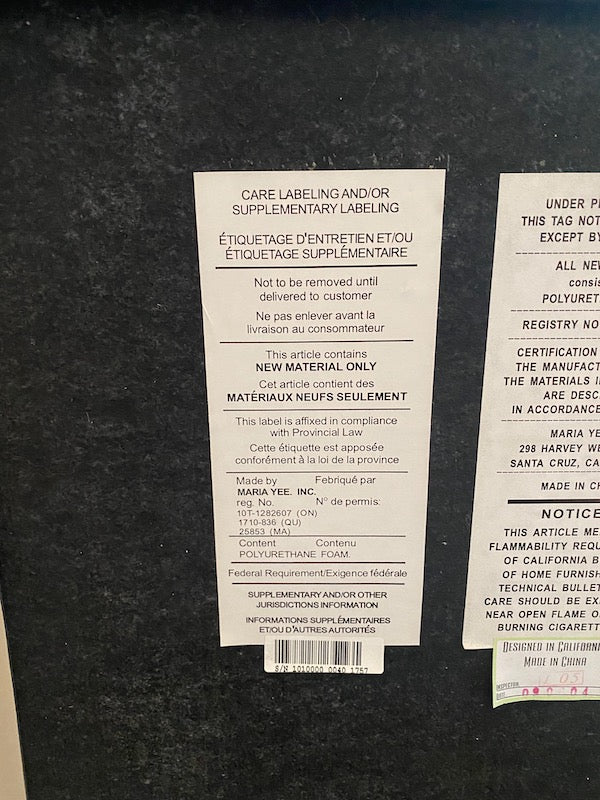 CARE LABELING AND/OR
SUPPLEMENTARY LABELING
ÉTIQUETAGE D'ENTRETIEN ET/OU
ÉTIQUETAGE SUPPLÉMENTAIRE
Not to be removed until
delivered to customer
Ne pas enlever avant la
livraison au consommateur
This article contains
NEW MATERIAL ONLY
Cet article contient des
MATÉRIAUX NEUFS SEULEMENT
This label is affixed in compliance
with Provincial Law
Cette étiquette est apposée
conforément à la loi de la province
Made by Febriqué par
MARIA YEE. INC.
reg. No. N° de permis:
10T-1282607 (ON)
1710-836 (QU)
25853 (MA)
Content Contenu
POLYURETHANE FOAM.
Federal Requirement/Exigence fédérale
SUPPLEMENTARY AND/OR OTHER
JURISDICTIONS INFORMATION
INFORMATIONS SUPPLÉMENTAIRES
ET/OU D'AUTRES AUTORITÉS
S/N 1010000 0040 1757
UNDER
THIS TAG NOT
EXCEPT BY
ALL NEW
POLYURET
REGISTRY NO
CERTIFICATION
THE MANUFACT
THE MATERIALS
ARE DESC
IN ACCORDANCE
MARIA YE
298 HARVEY WE
SANTA CRUZ, CA
MADE IN CH
NOTICE
THIS ARTICLE ME
FLAMMABILITY REQU
OF CALIFORNIA B
OF HOME FURNISH
TECHNICAL BULLET
CARE SHOULD BE EX
NEAR OPEN FLAME O
BURNING CIGARETT
DESIGNED IN CALIFORNI
MADE IN CHINA
INSPECTOR
DATE